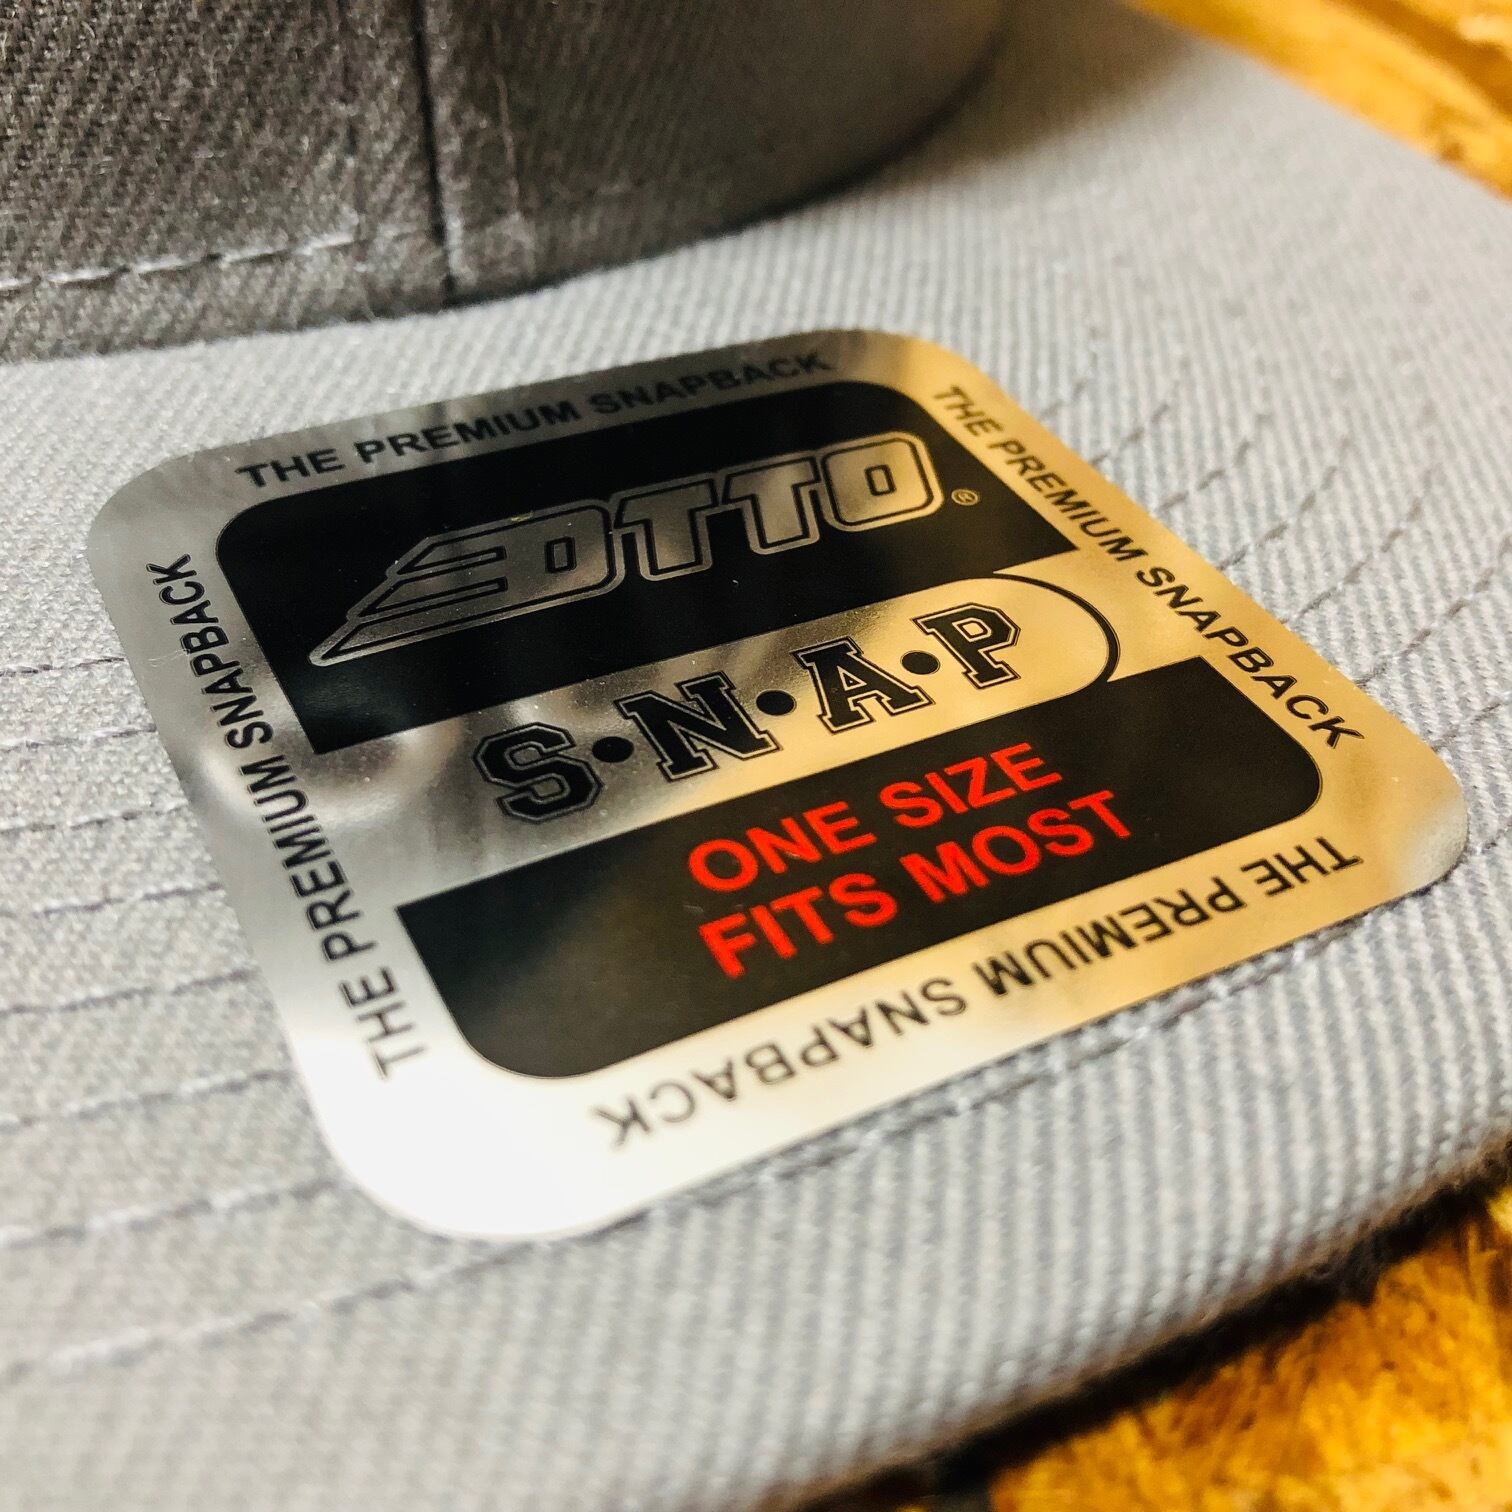 THE PREMIUM SNAPBACK
OTTO®
S•N•A•P
ONE SIZE
FITS MOST
THE PREMIUM SNAPBACK
THE PREMIUM SNAPBACK
THE PREMIUM SNAPBACK